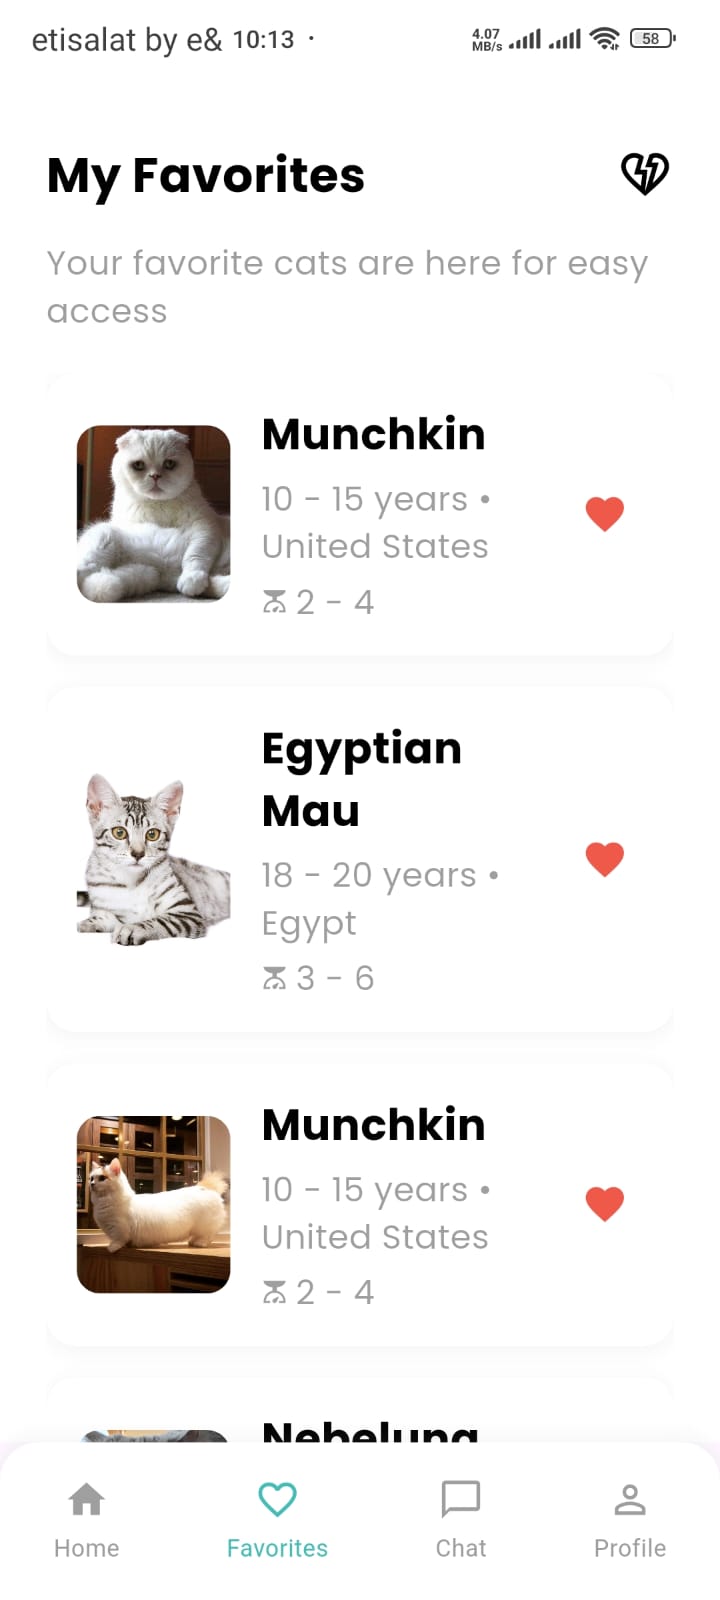 etisalat by e& 10:13 •
4.07
MB/s
58
My Favorites
Your favorite cats are here for easy
access
Munchkin
10 - 15 years •
United States
2 - 4
Egyptian
Mau
18 - 20 years •
Egypt
3 - 6
Munchkin
10 - 15 years •
United States
2 - 4
Nebelung
Home Favorites Chat Profile